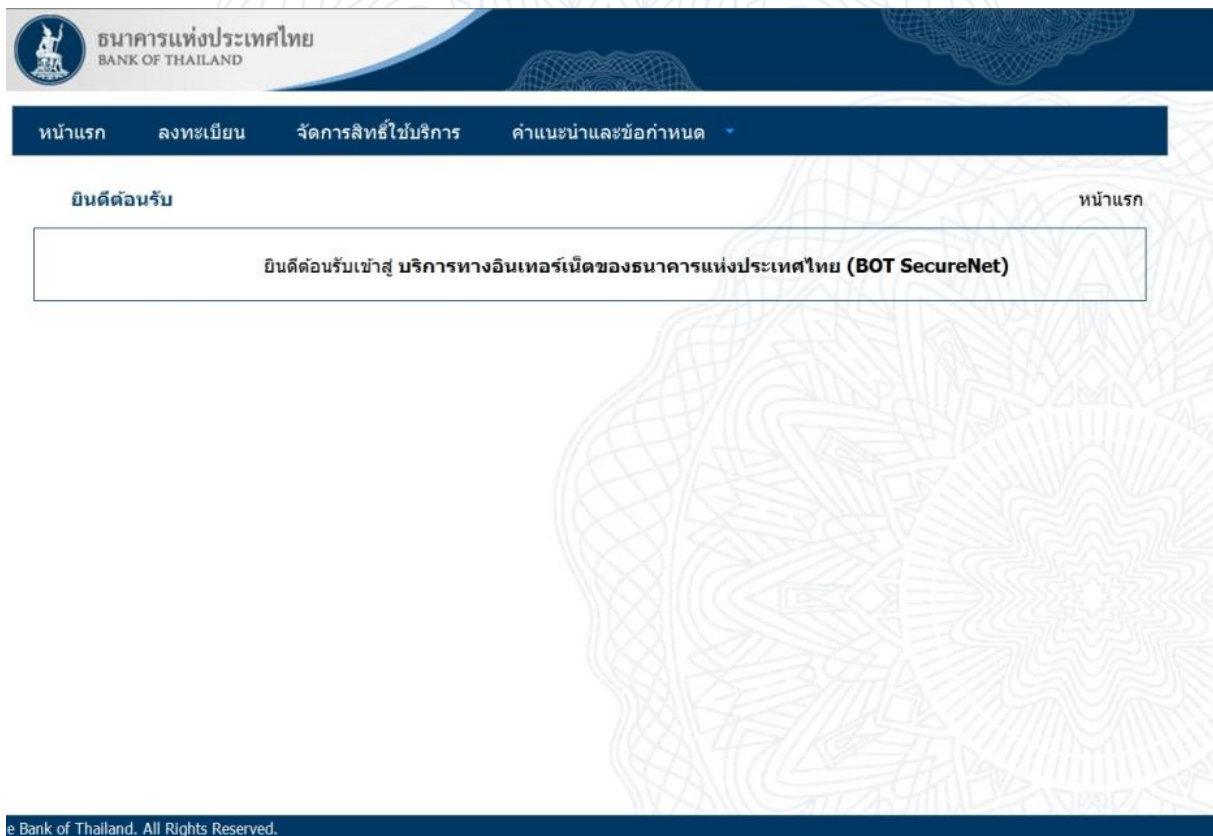 ธนาคารแห่งประเทศไทย
BANK OF THAILAND
หน้าแรก ลงทะเบียน จัดการสิทธิ์ใช้บริการ คำแนะนำและข้อกำหนด
ยินดีต้อนรับ หน้าแรก
ยินดีต้อนรับเข้าสู่ บริการทางอินเทอร์เน็ตของธนาคารแห่งประเทศไทย (BOT SecureNet)
e Bank of Thailand. All Rights Reserved.